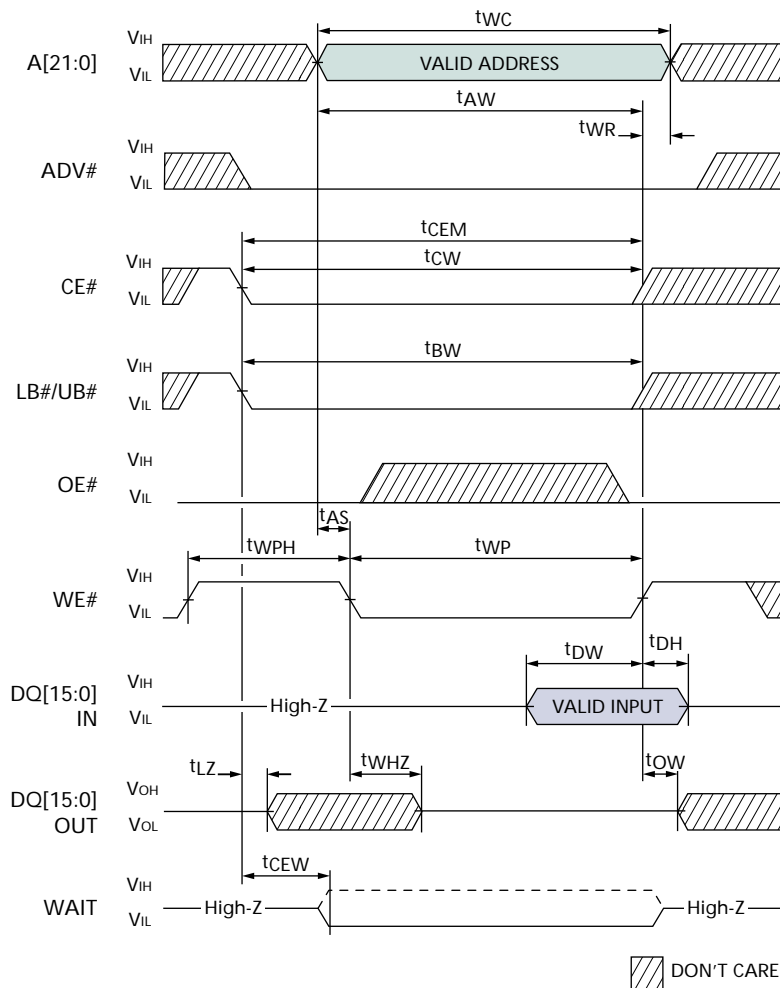 tWC
VIH
A[21:0]
VALID ADDRESS
VIL
tAW
tWR
VIH
ADV#
VIL
tCEM
VIH
tCW
CE#
VIL
tBW
VIH
LB#/UB#
VIL
VIH
OE#
VIL
tAS
tWPH
tWP
VIH
WE#
VIL
tDW
tDH
VIH
DQ[15:0]
IN
High-Z
VALID INPUT
VIL
tLZ
tWHZ
tOW
VOH
DQ[15:0]
OUT
VOL
tCEW
VIH
WAIT
High-Z
High-Z
VIL
DON'T CARE